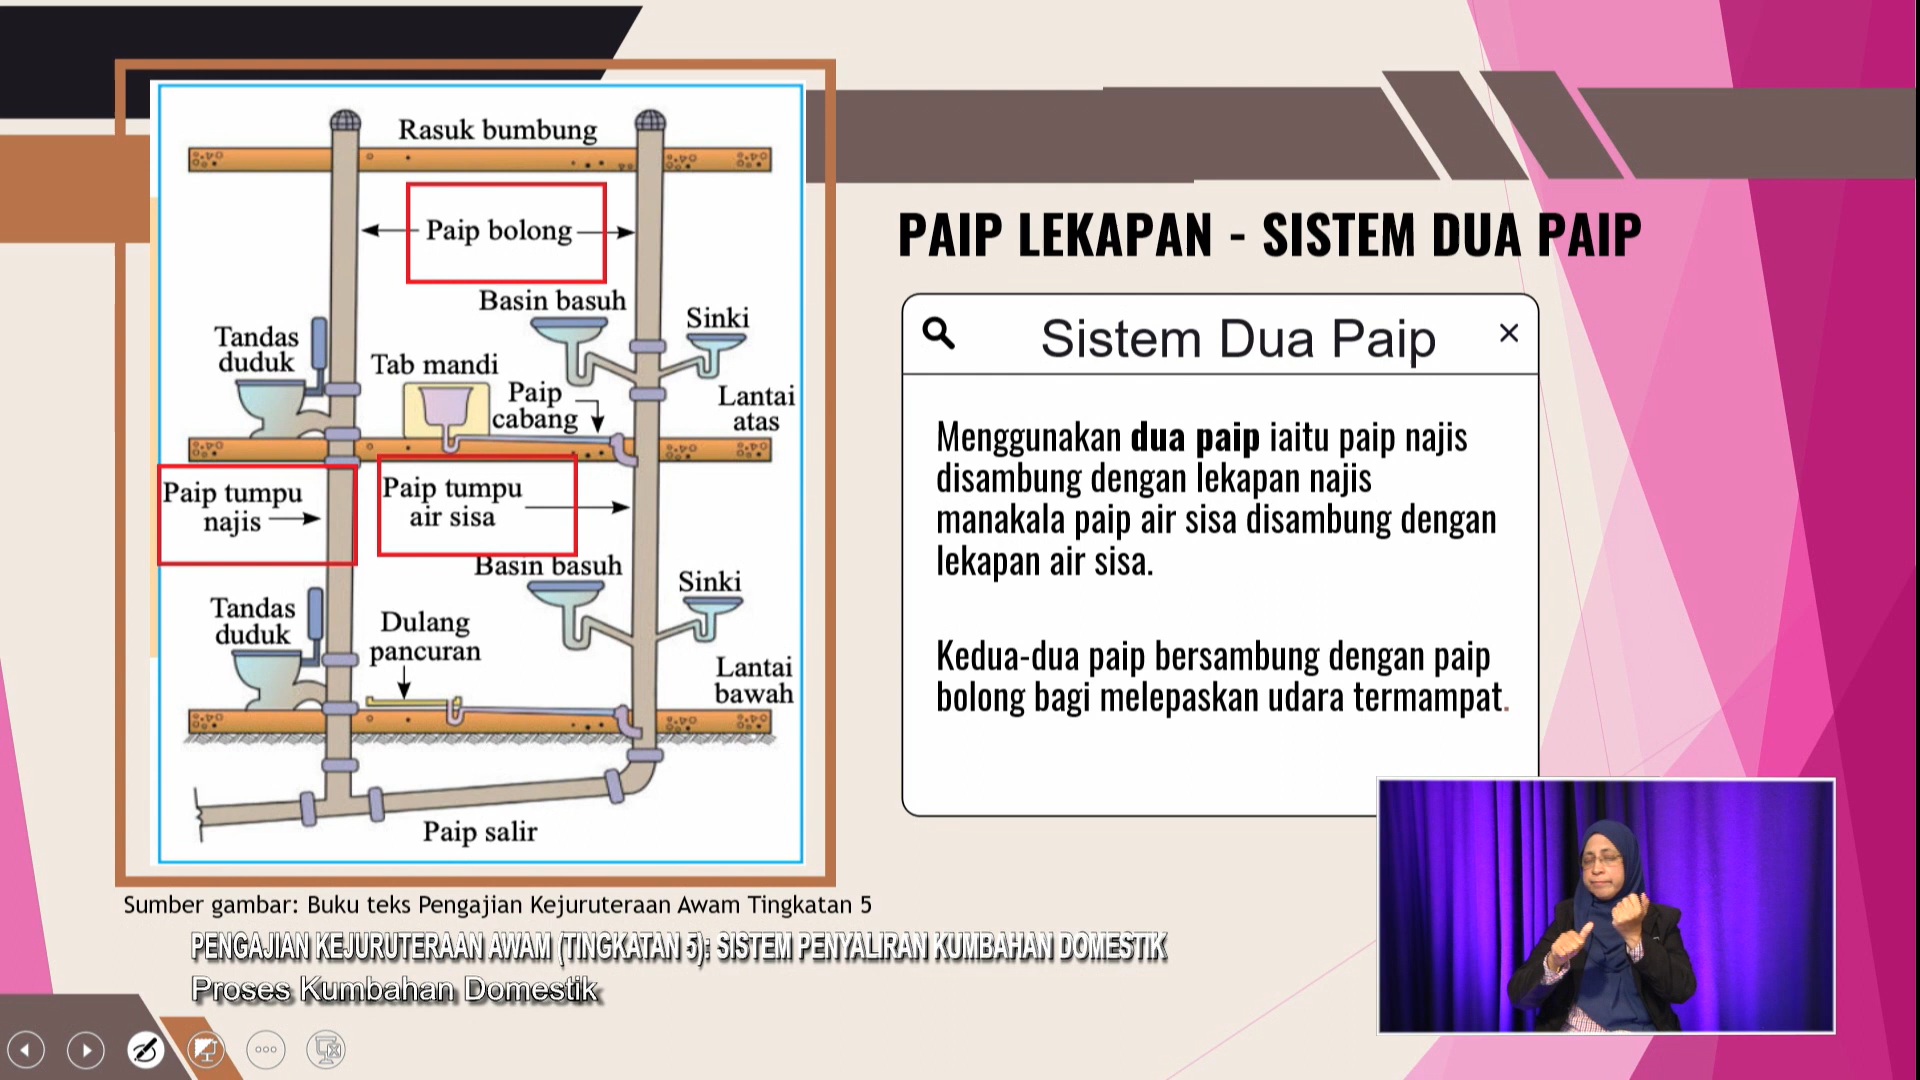 Rasuk bumbung
Paip bolong
Basin basuh
Sinki
Tandas
duduk
Tab mandi
Paip
cabang
Lantai
atas
Paip tumpu
najis
Paip tumpu
air sisa
Basin basuh
Sinki
Tandas
duduk
Dulang
pancuran
Lantai
bawah
Paip salir
Sumber gambar: Buku teks Pengajian Kejuruteraan Awam Tingkatan 5
PAIP LEKAPAN - SISTEM DUA PAIP
Sistem Dua Paip
Menggunakan dua paip iaitu paip najis
disambung dengan lekapan najis
manakala paip air sisa disambung dengan
lekapan air sisa.
Kedua-dua paip bersambung dengan paip
bolong bagi melepaskan udara termampat.
PENGAJIAN KEJURUTERAAN AWAM (TINGKATAN 5): SISTEM PENYALIRAN KUMBAHAN DOMESTIK
Proses Kumbahan Domestik